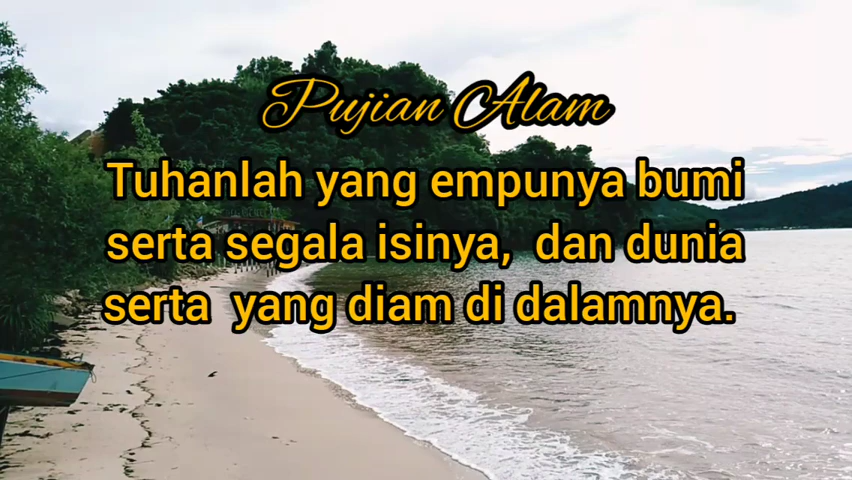 Pujian Alam
Tuhanlah yang empunya bumi
serta segala isinya, dan dunia
serta yang diam di dalamnya.